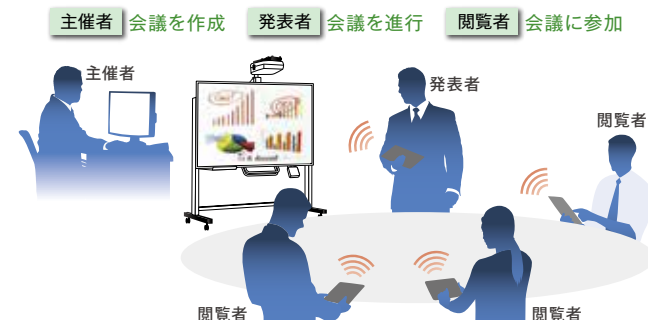 主催者 会議を作成 発表者 会議を進行 閲覧者 会議に参加
主催者
発表者
閲覧者
閲覧者
閲覧者